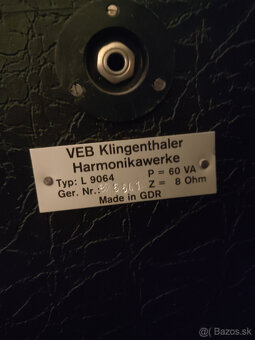 VEB Klingenthaler
Harmonikawerke
Typ: L 9064 P = 60 VA
Ger. Nr. Z = 8 Ohm
Made in GDR
Bazos.sk